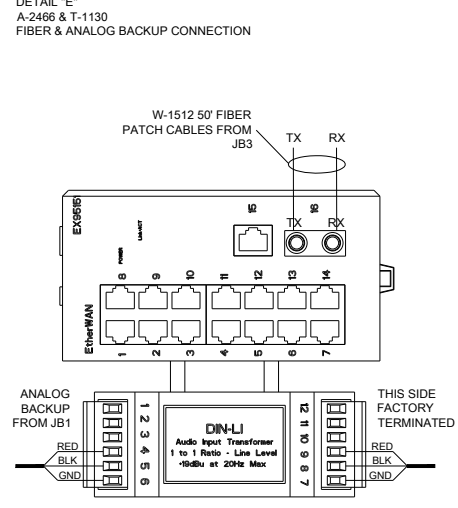 DETAIL "E"
A-2466 & T-1130
FIBER & ANALOG BACKUP CONNECTION
W-1512 50' FIBER
PATCH CABLES FROM
JB3
TX RX
EX95151
POWER
Link/ACT
15 16
TX RX
8 9 10 11 12 13 14
EtherWAN
1 2 3 4 5 6 7
ANALOG
BACKUP
FROM JB1
RED
BLK
GND
1 2 3 4 5 6
DIN-LI
Audio Input Transformer
1 to 1 Ratio - Line Level
+19dBu at 20Hz Max
12 11 10 9 8 7
THIS SIDE
FACTORY
TERMINATED
RED
BLK
GND